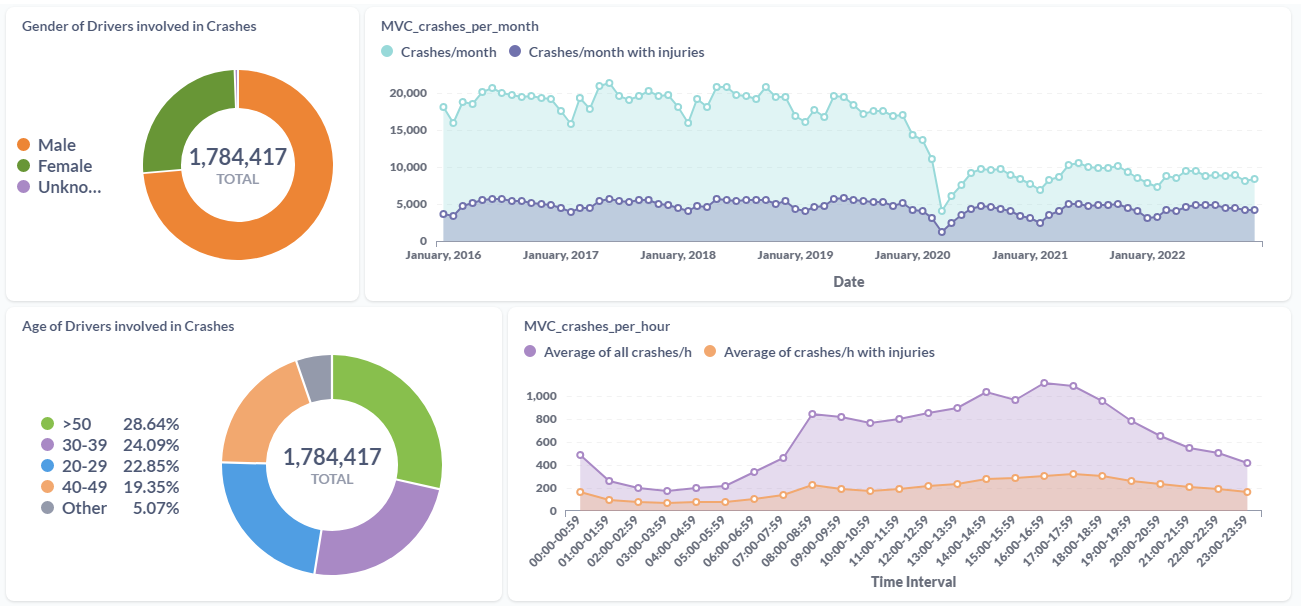 Gender of Drivers involved in Crashes
Male
Female
Unkno...
1,784,417
TOTAL
MVC_crashes_per_month
Crashes/month Crashes/month with injuries
20,000
15,000
10,000
5,000
0
January, 2016 January, 2017 January, 2018 January, 2019 January, 2020 January, 2021 January, 2022
Date
Age of Drivers involved in Crashes
>50 28.64%
30-39 24.09%
20-29 22.85%
40-49 19.35%
Other 5.07%
1,784,417
TOTAL
MVC_crashes_per_hour
Average of all crashes/h Average of crashes/h with injuries
1,000
800
600
400
200
0
00:00-00:59 01:00-01:59 02:00-02:59 03:00-03:59 04:00-04:59 05:00-05:59 06:00-06:59 07:00-07:59 08:00-08:59 09:00-09:59 10:00-10:59 11:00-11:59 12:00-12:59 13:00-13:59 14:00-14:59 15:00-15:59 16:00-16:59 17:00-17:59 18:00-18:59 19:00-19:59 20:00-20:59 21:00-21:59 22:00-22:59 23:00-23:59
Time Interval